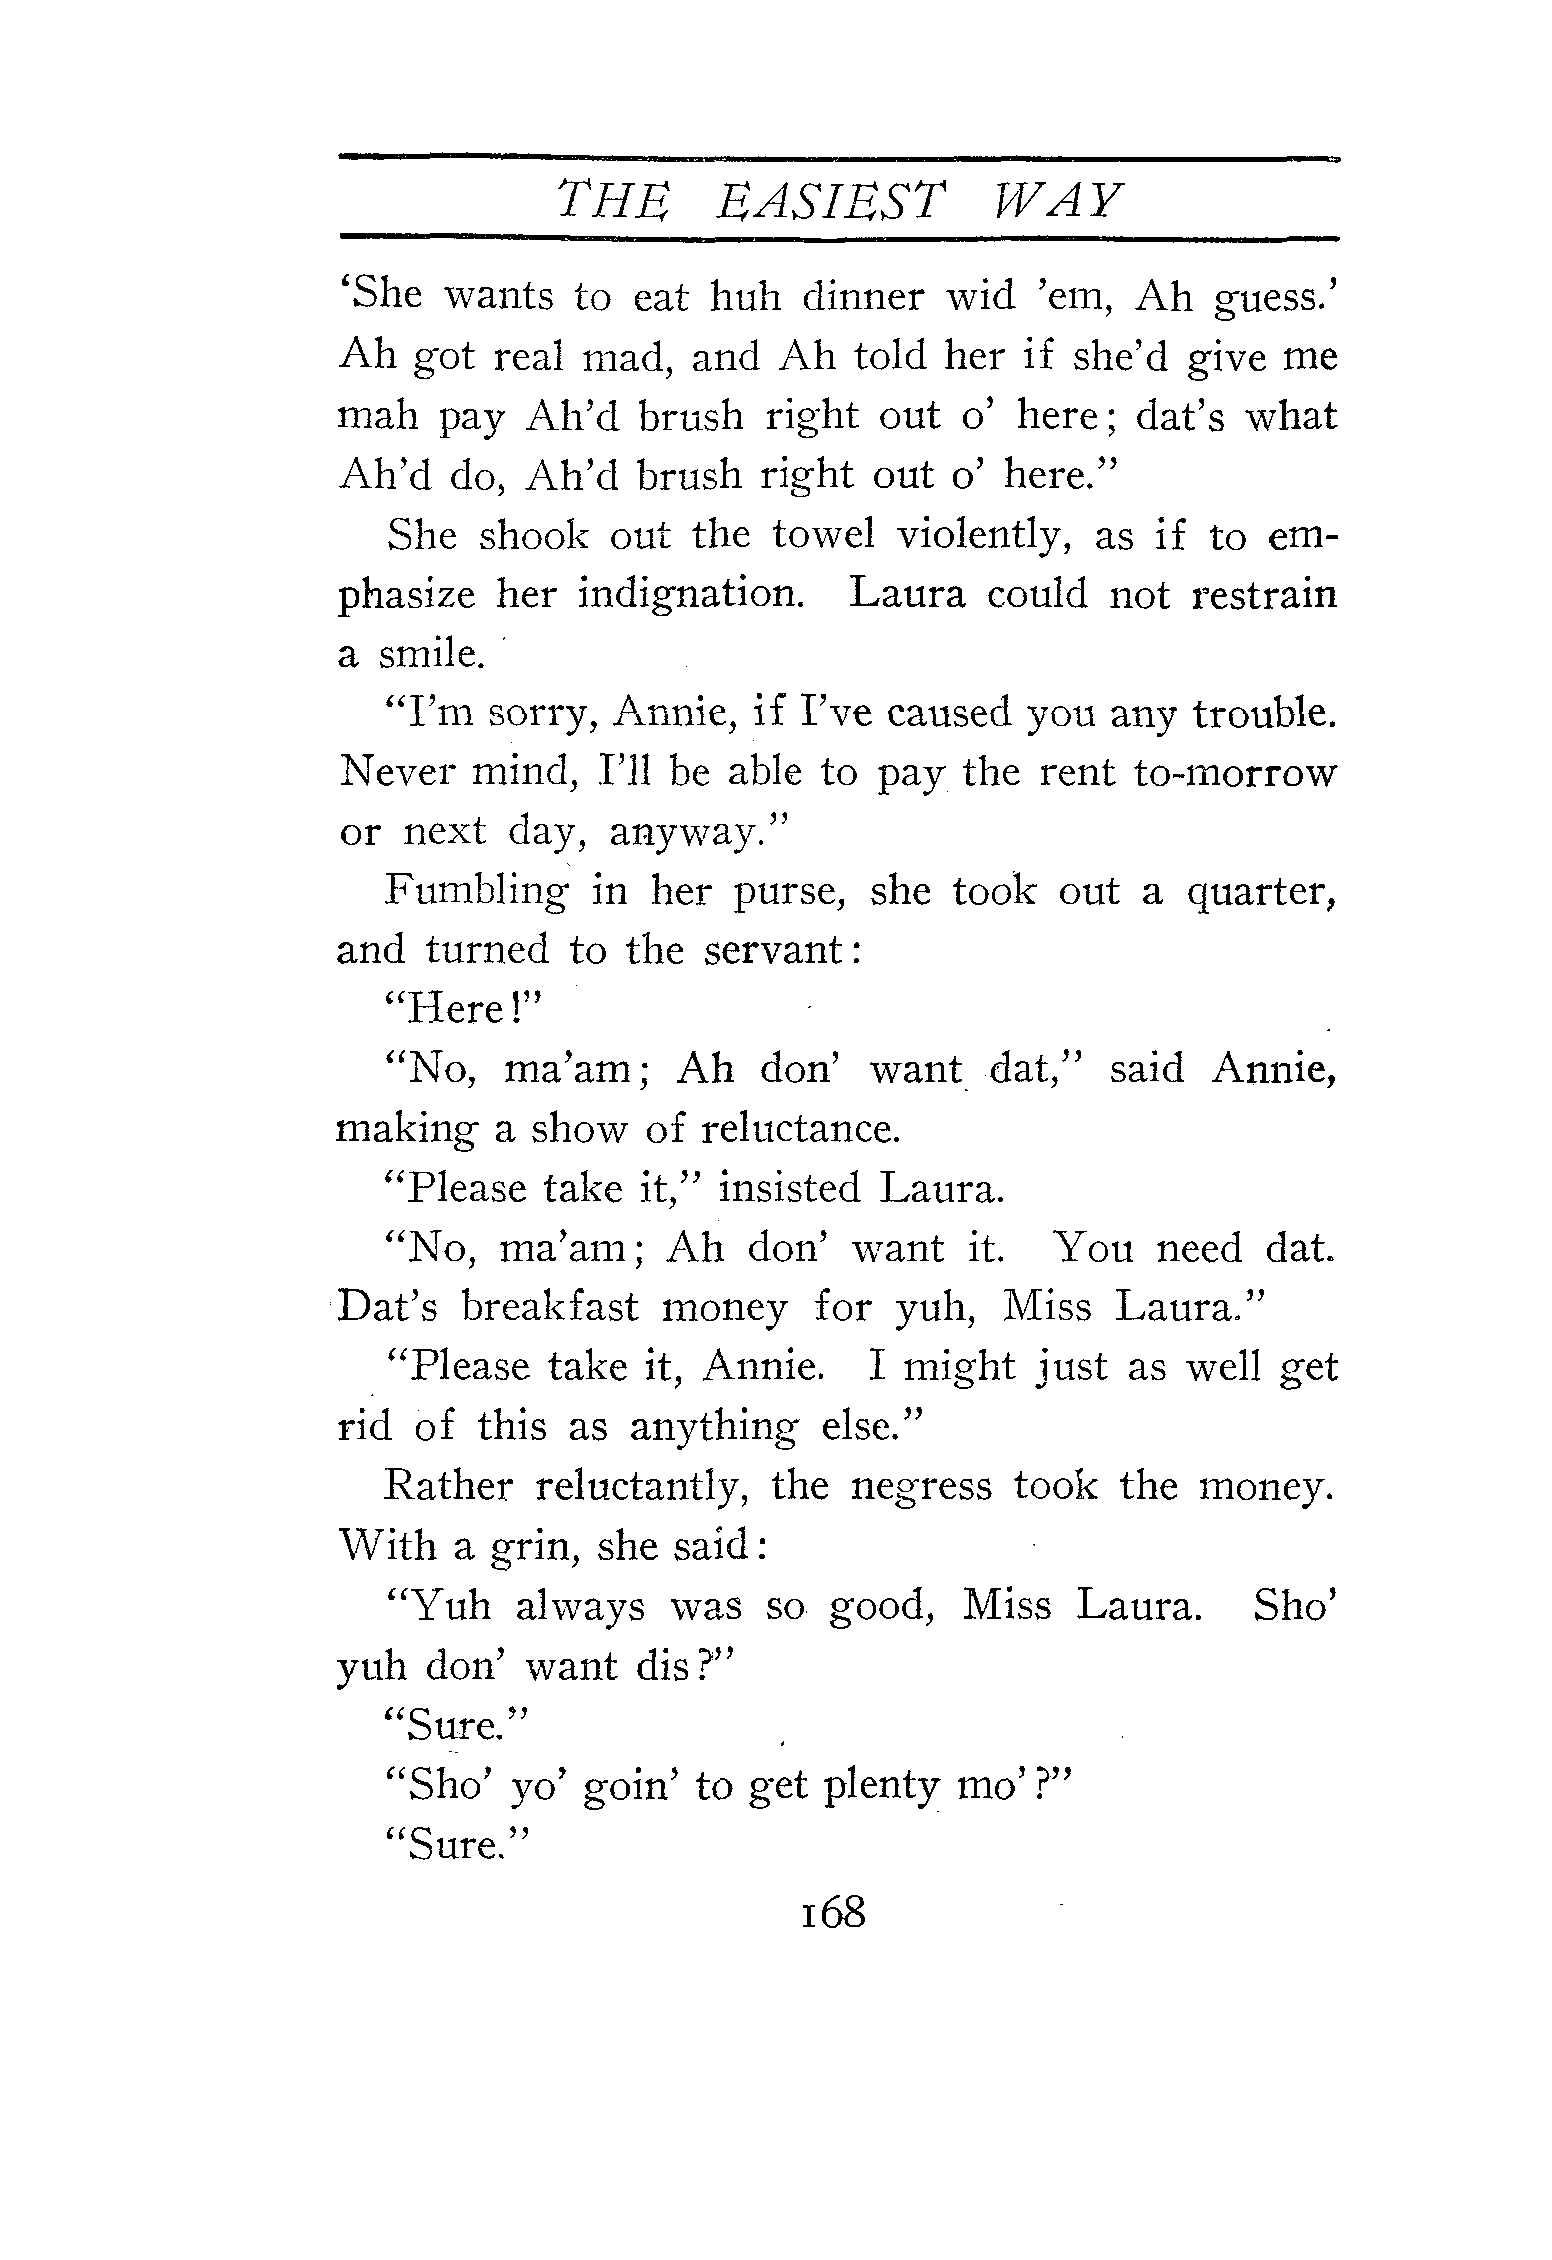 THE EASIEST WAY
‘She wants to eat huh dinner wid ’em, Ah guess.’
Ah got real mad, and Ah told her if she’d give me
mah pay Ah’d brush right out o’ here; dat’s what
Ah’d do, Ah’d brush right out o’ here.”
She shook out the towel violently, as if to em-
phasize her indignation. Laura could not restrain
a smile.
“I’m sorry, Annie, if I’ve caused you any trouble.
Never mind, I’ll be able to pay the rent to-morrow
or next day, anyway.”
Fumbling in her purse, she took out a quarter,
and turned to the servant:
“Here!”
“No, ma’am; Ah don’ want dat,” said Annie,
making a show of reluctance.
“Please take it,” insisted Laura.
“No, ma’am; Ah don’ want it. You need dat.
Dat’s breakfast money for yuh, Miss Laura.”
“Please take it, Annie. I might just as well get
rid of this as anything else.”
Rather reluctantly, the negress took the money.
With a grin, she said:
“Yuh always was so good, Miss Laura. Sho’
yuh don’ want dis?”
“Sure.”
“Sho’ yo’ goin’ to get plenty mo’?”
“Sure.”
168